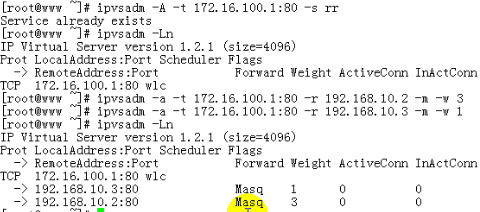 [root@www ~]# ipvsadm -A -t 172.16.100.1:80 -s rr
Service already exists
[root@www ~]# ipvsadm -Ln
IP Virtual Server version 1.2.1 (size=4096)
Prot LocalAddress:Port Scheduler Flags
  -> RemoteAddress:Port           Forward Weight ActiveConn InActConn
TCP  172.16.100.1:80 wlc
[root@www ~]# ipvsadm -a -t 172.16.100.1:80 -r 192.168.10.2 -m -w 3
[root@www ~]# ipvsadm -a -t 172.16.100.1:80 -r 192.168.10.3 -m -w 1
[root@www ~]# ipvsadm -Ln
IP Virtual Server version 1.2.1 (size=4096)
Prot LocalAddress:Port Scheduler Flags
  -> RemoteAddress:Port           Forward Weight ActiveConn InActConn
TCP  172.16.100.1:80 wlc
  -> 192.168.10.3:80              Masq    1      0          0
  -> 192.168.10.2:80              Masq    3      0          0
[root@www ~]#